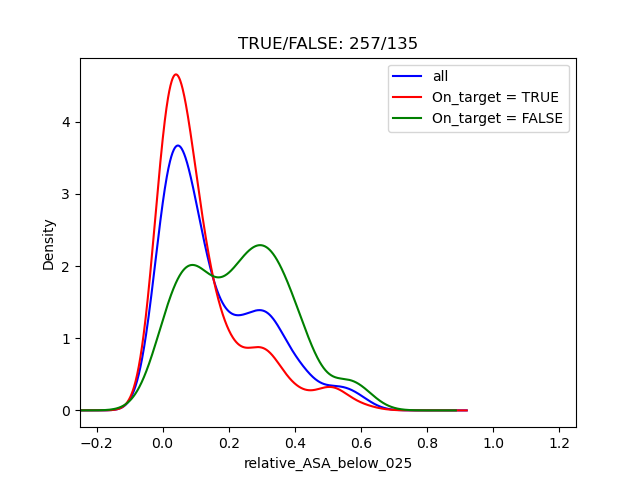 TRUE/FALSE: 257/135
all
On_target = TRUE
On_target = FALSE
Density
4
3
2
1
0
−0.2 0.0 0.2 0.4 0.6 0.8 1.0 1.2
relative_ASA_below_025